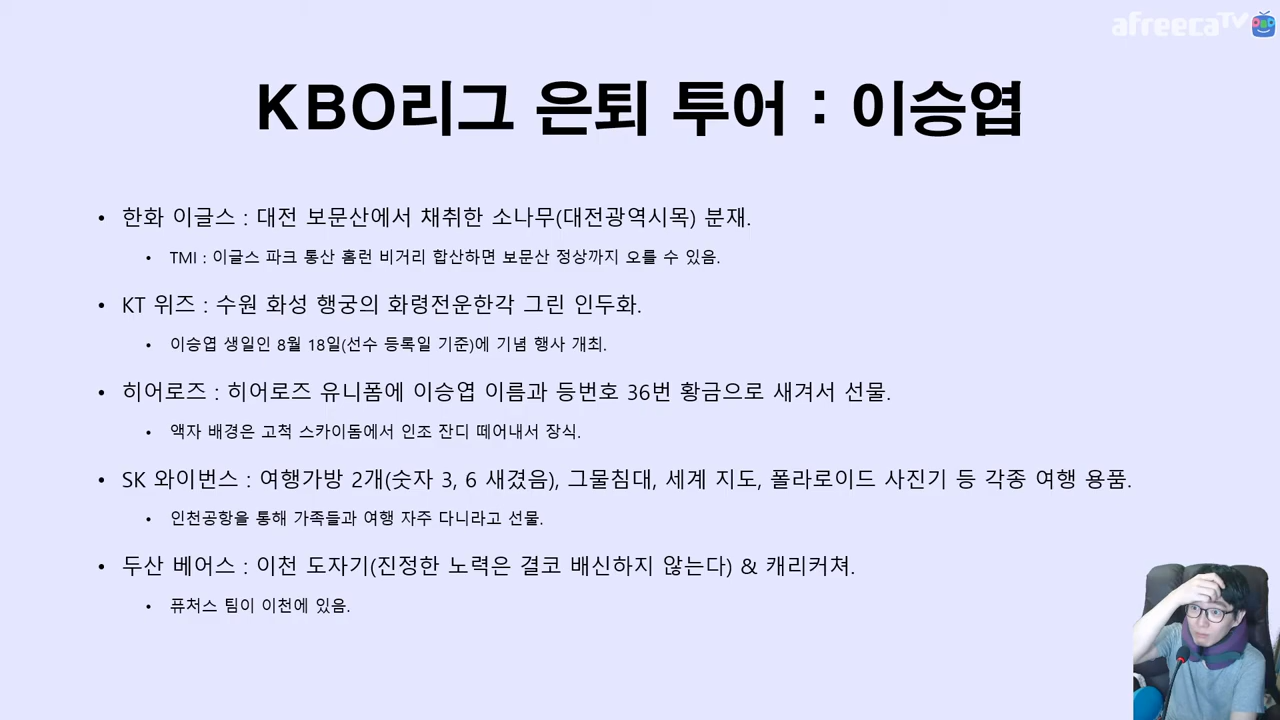 afreecaTV
KBO리그 은퇴 투어 : 이승엽
• 한화 이글스 : 대전 보문산에서 채취한 소나무(대전광역시목) 분재.
• TMI : 이글스 파크 통산 홈런 비거리 합산하면 보문산 정상까지 오를 수 있음.
• KT 위즈 : 수원 화성 행궁의 화령전운한각 그린 인두화.
• 이승엽 생일인 8월 18일(선수 등록일 기준)에 기념 행사 개최.
• 히어로즈 : 히어로즈 유니폼에 이승엽 이름과 등번호 36번 황금으로 새겨서 선물.
• 액자 배경은 고척 스카이돔에서 인조 잔디 떼어내서 장식.
• SK 와이번스 : 여행가방 2개(숫자 3, 6 새겼음), 그물침대, 세계 지도, 폴라로이드 사진기 등 각종 여행 용품.
• 인천공항을 통해 가족들과 여행 자주 다니라고 선물.
• 두산 베어스 : 이천 도자기(진정한 노력은 결코 배신하지 않는다) & 캐리커쳐.
• 퓨처스 팀이 이천에 있음.